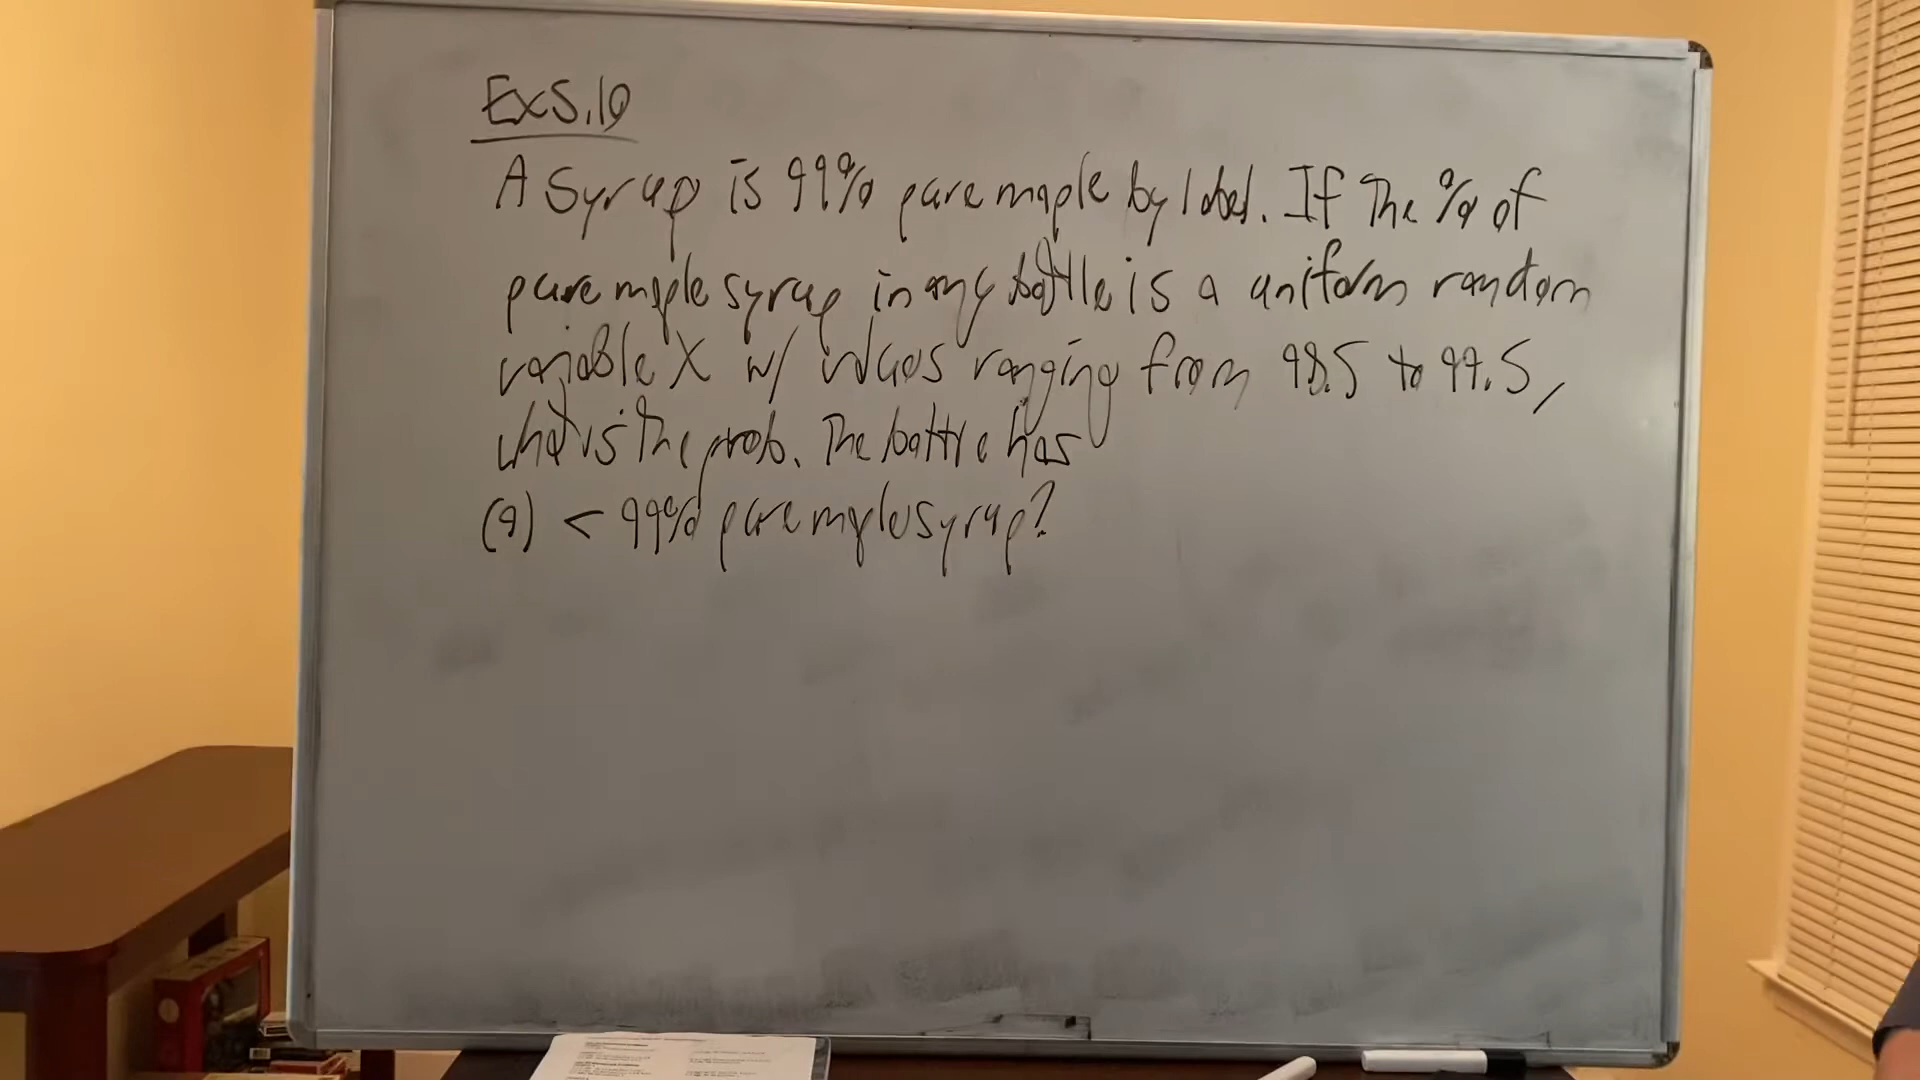 Ex 5.10
A Syrup is 99% pure maple by label. If the % of
pure maple syrup in any bottle is a uniform random
variable X w/ values ranging from 98.5 to 99.5,
what is the prob. The bottle has
(a) < 99% pure maple syrup?